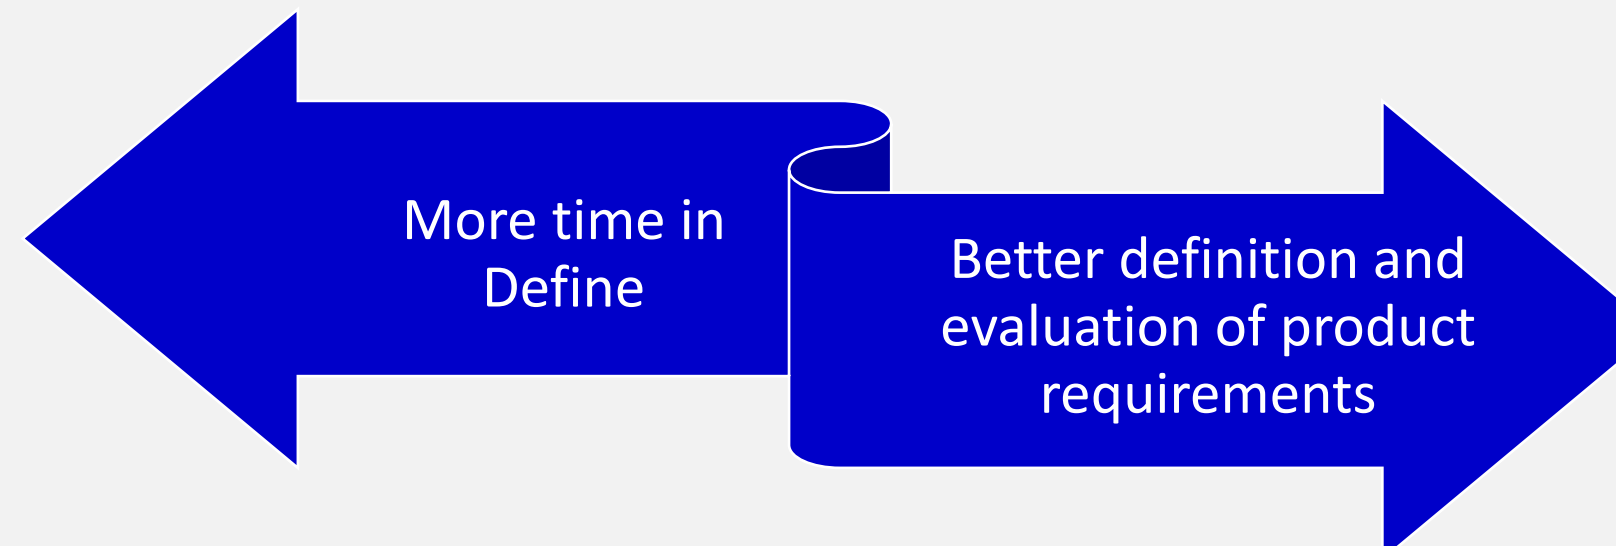 More time in
Define
Better definition and
evaluation of product
requirements